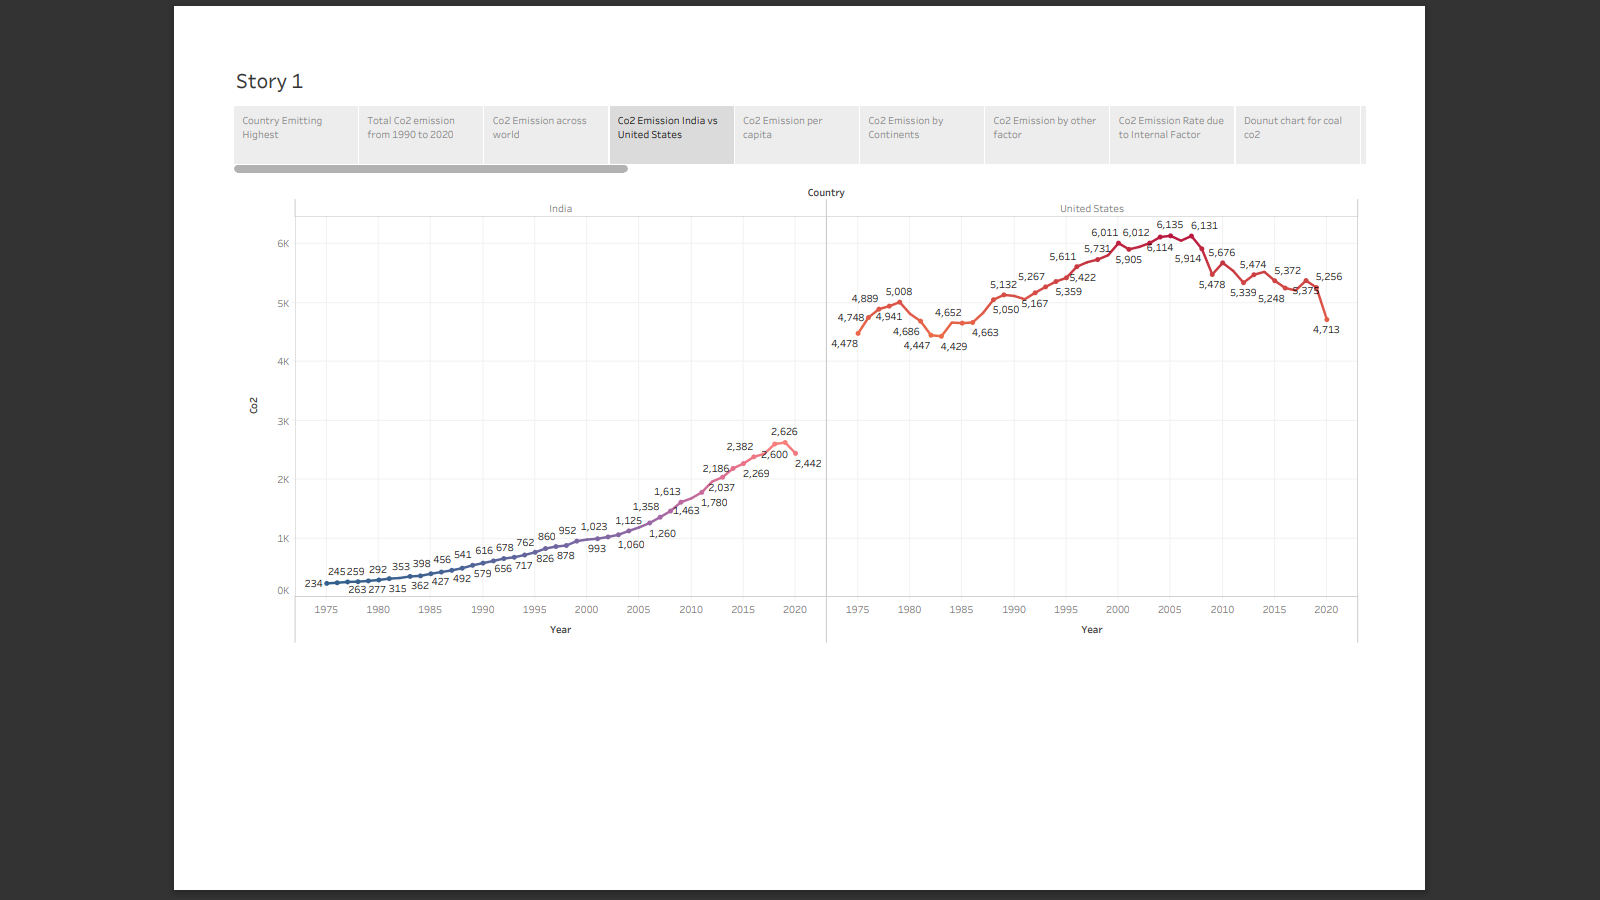 Story 1
Country Emitting
Highest
Total Co2 emission
from 1990 to 2020
Co2 Emission across
world
Co2 Emission India vs
United States
Co2 Emission per
capita
Co2 Emission by
Continents
Co2 Emission by other
factor
Co2 Emission Rate due
to Internal Factor
Dounut chart for coal
co2
Country
India
United States
Co2
6K
5K
4K
3K
2K
1K
0K
234
245
259
263
277
292
315
353
362
398
427
456
492
541
579
616
656
678
717
762
826
860
878
952
993
1,023
1,060
1,125
1,260
1,358
1,463
1,613
1,780
2,037
2,186
2,269
2,382
2,600
2,626
2,442
4,478
4,748
4,889
4,941
5,008
4,686
4,447
4,429
4,652
4,663
5,050
5,132
5,167
5,267
5,359
5,422
5,611
5,731
6,011
5,905
6,012
6,114
6,135
6,131
5,914
5,478
5,676
5,339
5,474
5,372
5,248
5,375
5,256
4,713
1975 1980 1985 1990 1995 2000 2005 2010 2015 2020
1975 1980 1985 1990 1995 2000 2005 2010 2015 2020
Year
Year